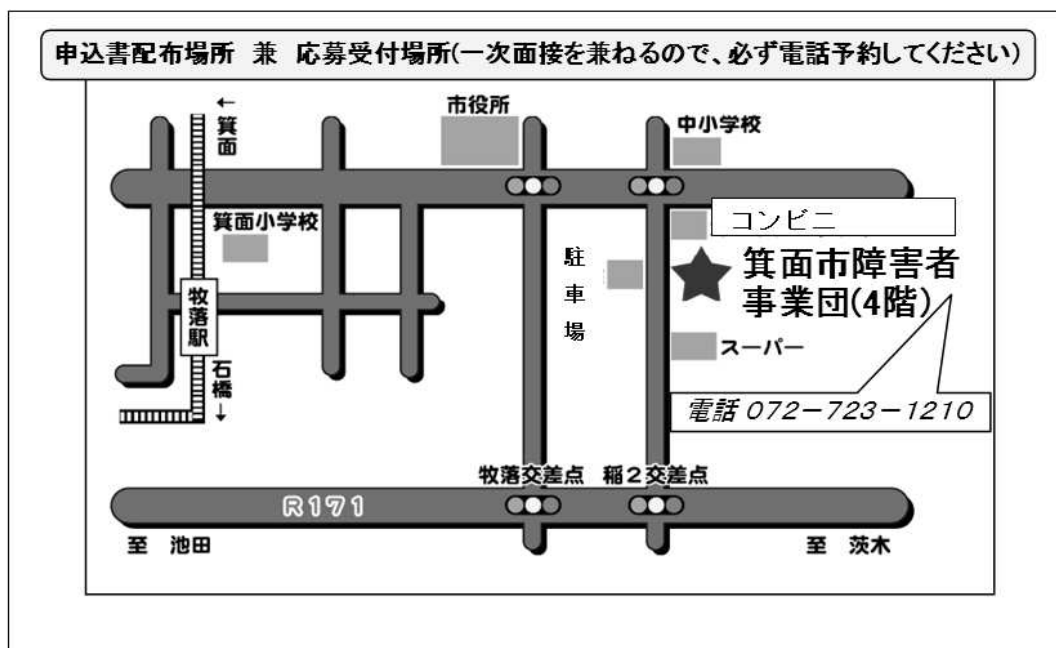 申込書配布場所 兼 応募受付場所(一次面接を兼ねるので、必ず電話予約してください)
←
箕面
市役所
中小学校
箕面小学校
コンビニ
駐車場
箕面市障害者
事業団(4階)
牧落駅
スーパー
石橋→
電話 072-723-1210
牧落交差点 稲2交差点
R171
至 池田
至 茨木